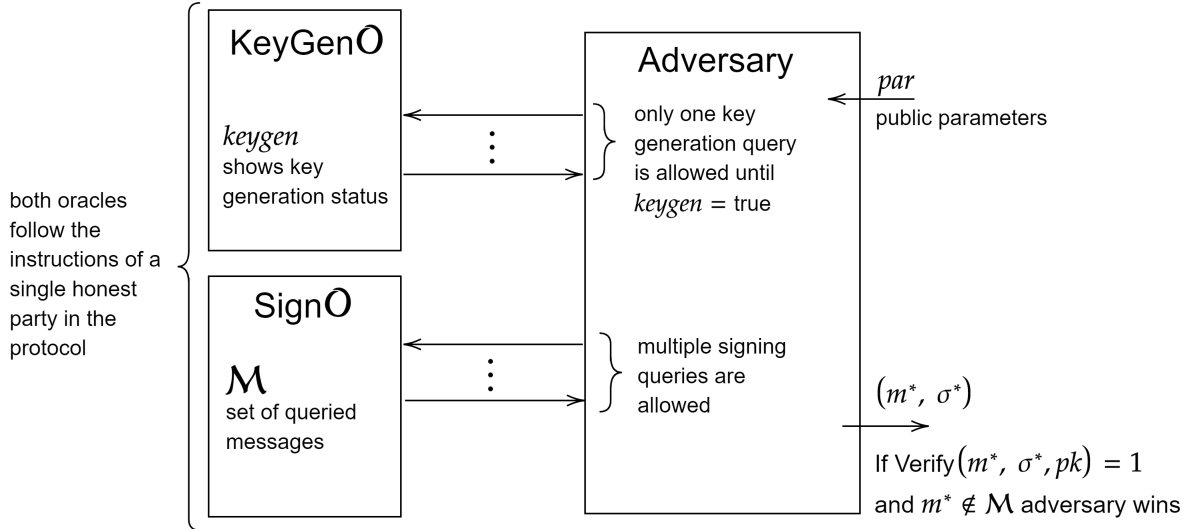 both oracles
follow the
instructions of a
single honest
party in the
protocol
KeyGen𝒪
keygen
shows key
generation status
Sign𝒪
ℳ
set of queried
messages
Adversary
only one key
generation query
is allowed until
keygen = true
multiple signing
queries are
allowed
par
public parameters
(m*, σ*)
If Verify(m*, σ*, pk) = 1
and m* ∉ ℳ adversary wins